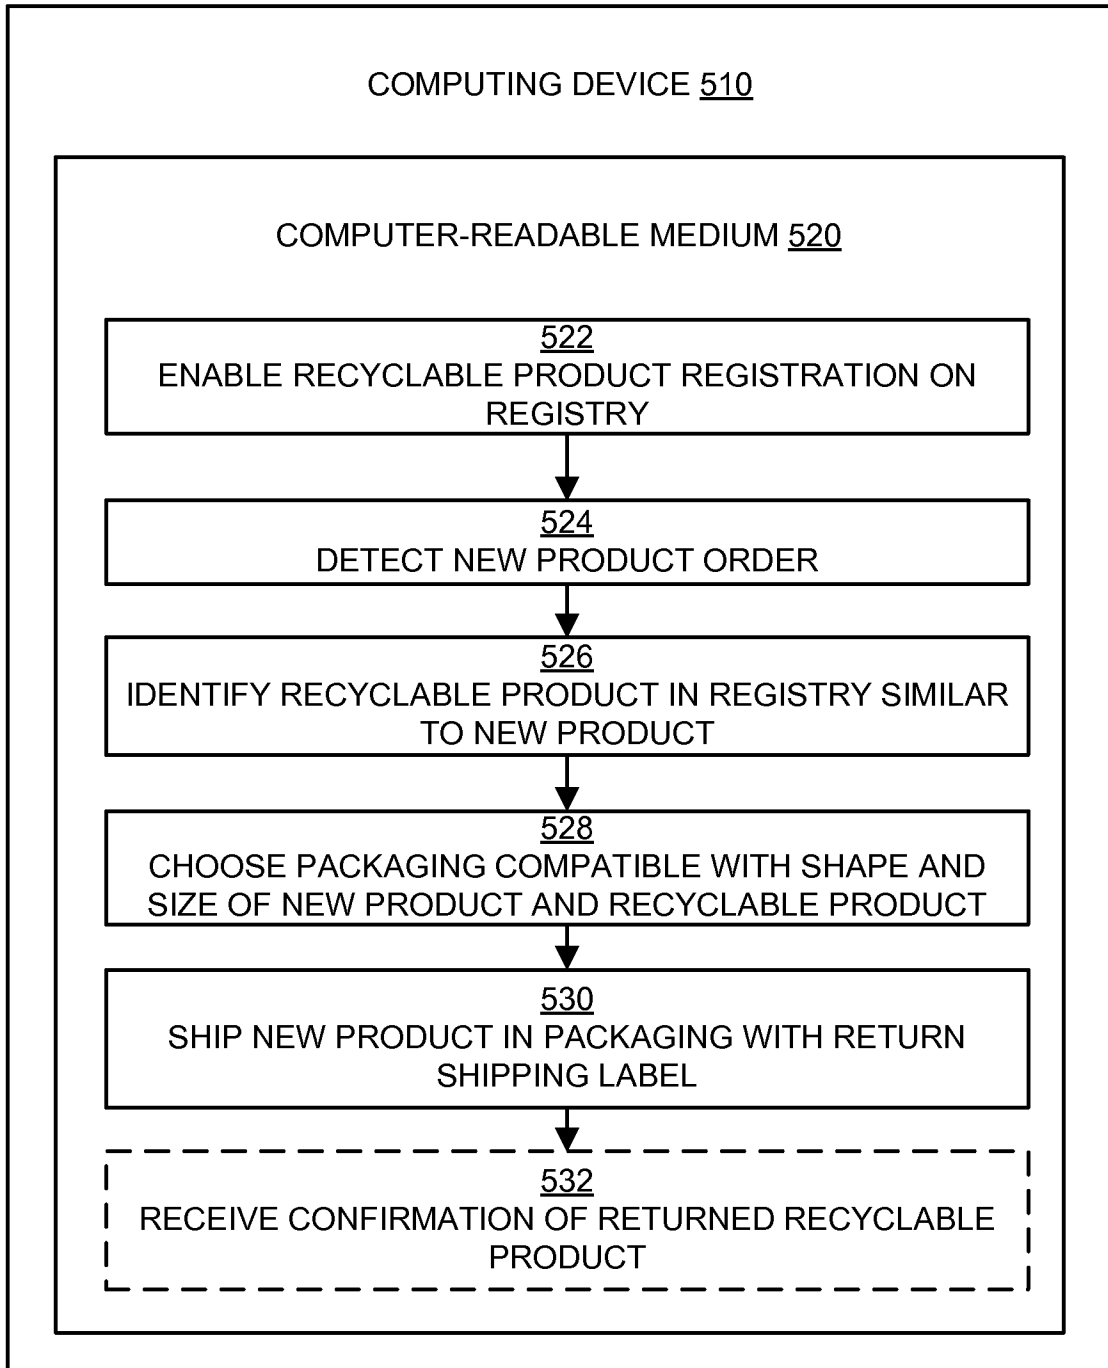 COMPUTING DEVICE 510
COMPUTER-READABLE MEDIUM 520
522
ENABLE RECYCLABLE PRODUCT REGISTRATION ON
REGISTRY
524
DETECT NEW PRODUCT ORDER
526
IDENTIFY RECYCLABLE PRODUCT IN REGISTRY SIMILAR
TO NEW PRODUCT
528
CHOOSE PACKAGING COMPATIBLE WITH SHAPE AND
SIZE OF NEW PRODUCT AND RECYCLABLE PRODUCT
530
SHIP NEW PRODUCT IN PACKAGING WITH RETURN
SHIPPING LABEL
532
RECEIVE CONFIRMATION OF RETURNED RECYCLABLE
PRODUCT